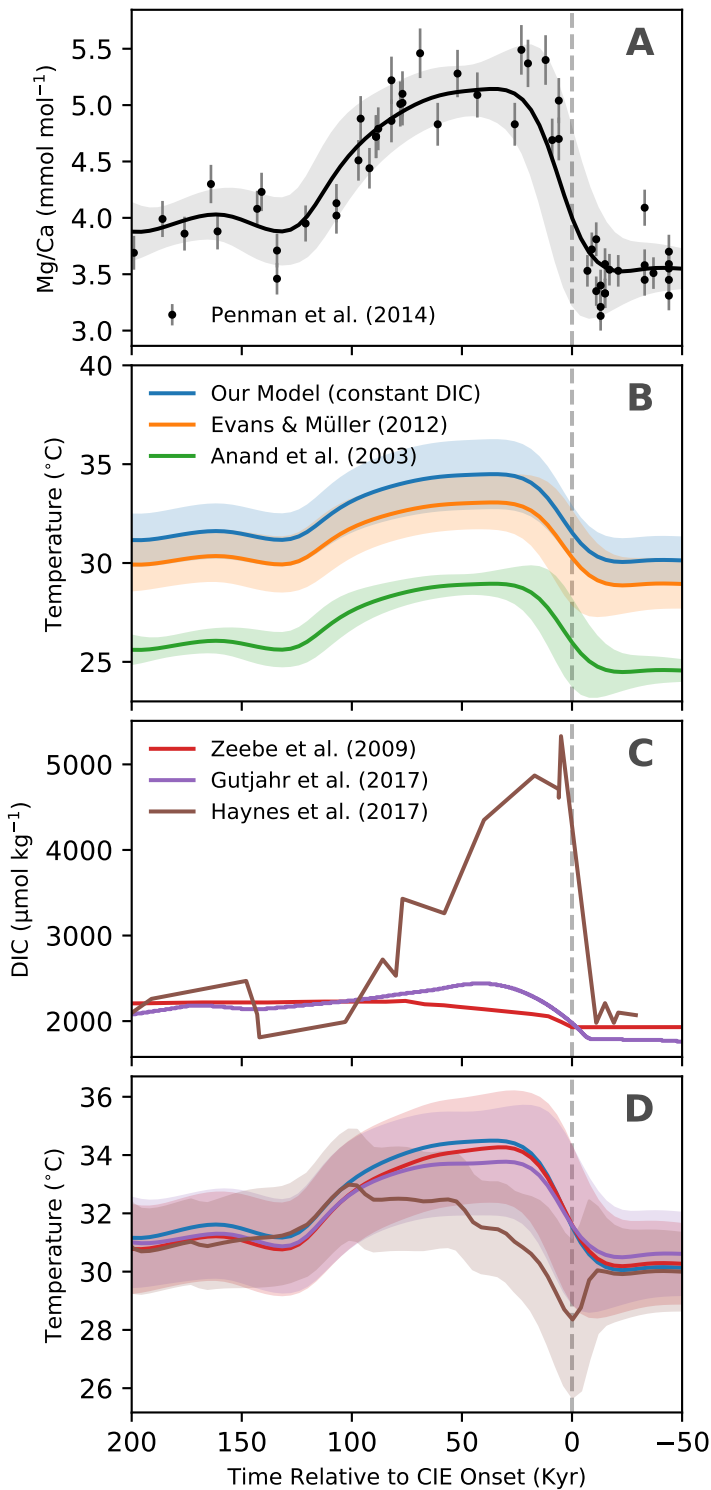 A
5.5
5.0
4.5
4.0
3.5
3.0
Mg/Ca (mmol mol⁻¹)
Penman et al. (2014)
B
40
35
30
25
Temperature (°C)
Our Model (constant DIC)
Evans & Müller (2012)
Anand et al. (2003)
C
5000
4000
3000
2000
DIC (µmol kg⁻¹)
Zeebe et al. (2009)
Gutjahr et al. (2017)
Haynes et al. (2017)
D
36
34
32
30
28
26
Temperature (°C)
200 150 100 50 0 −50
Time Relative to CIE Onset (Kyr)